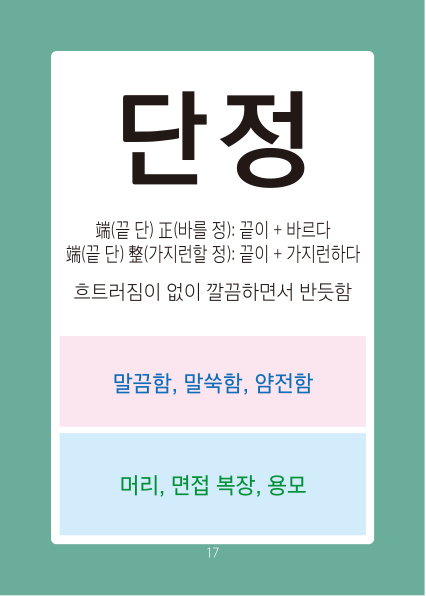 단정
端(끝 단) 正(바를 정): 끝이 + 바르다
端(끝 단) 整(가지런할 정): 끝이 + 가지런하다
흐트러짐이 없이 깔끔하면서 반듯함
말끔함, 말쑥함, 얌전함
머리, 면접 복장, 용모
17